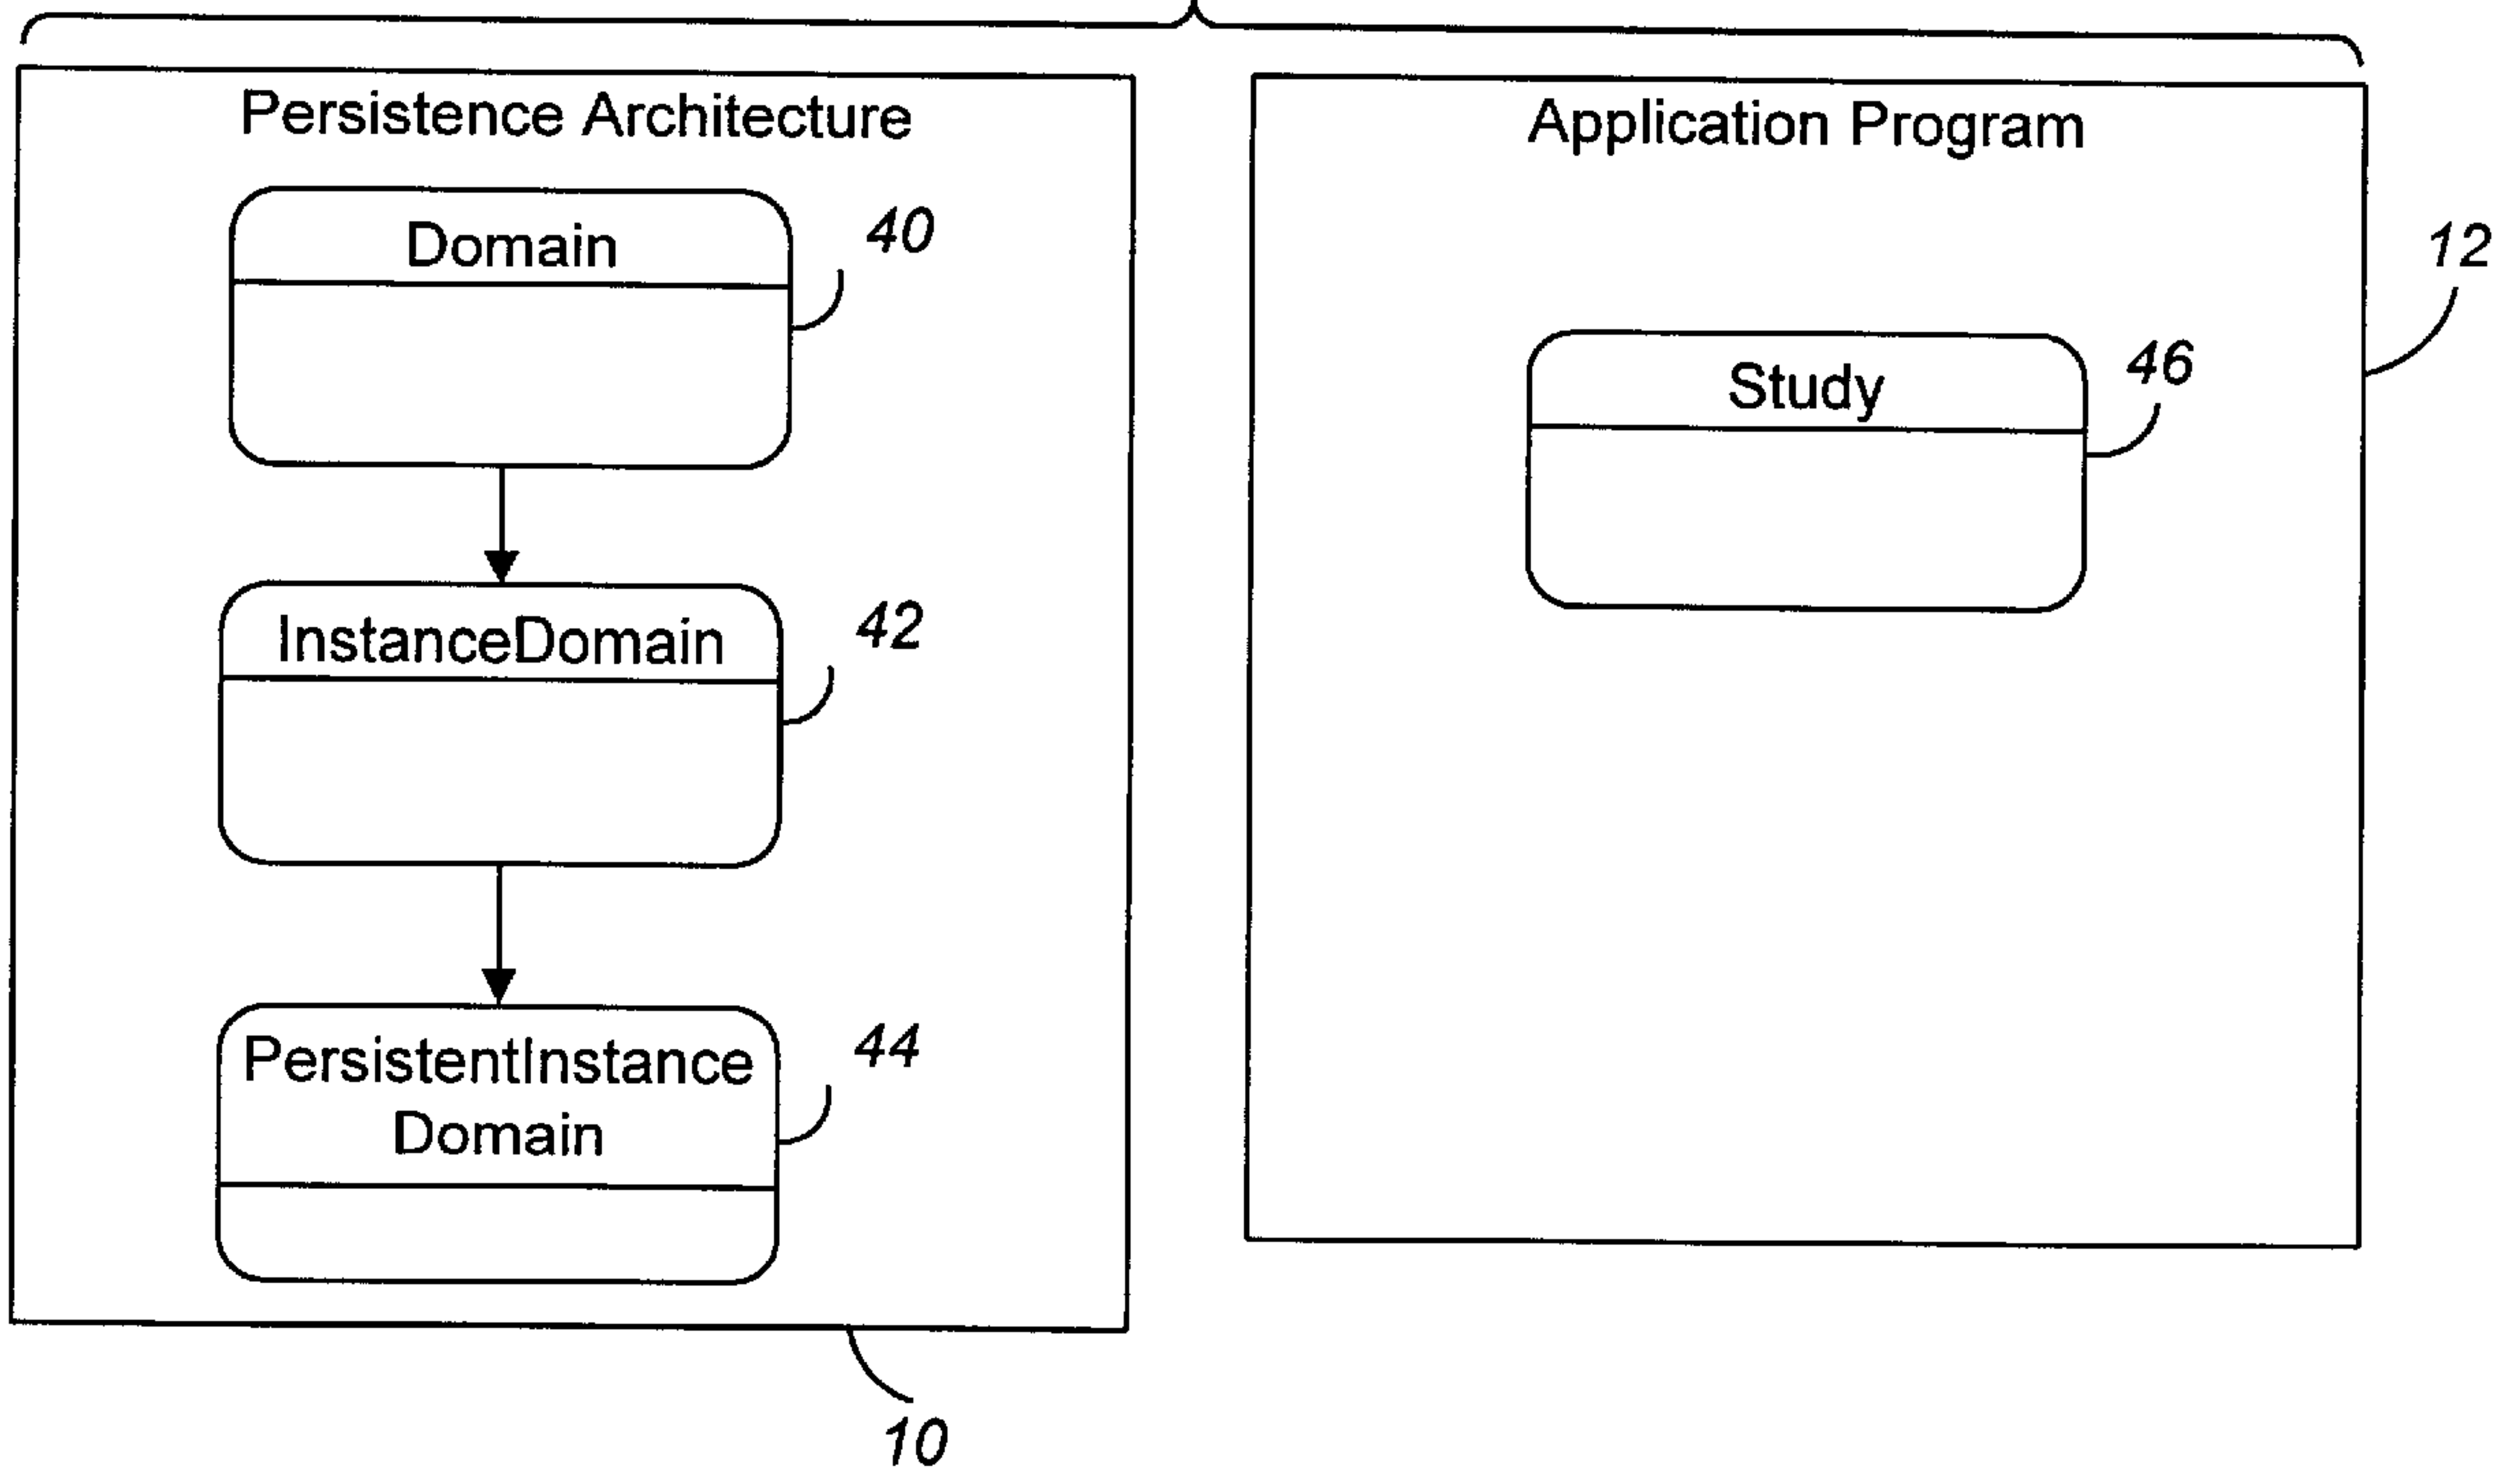 Persistence Architecture
Domain
40
InstanceDomain
42
PersistentInstance
Domain
44
10
Application Program
12
Study
46